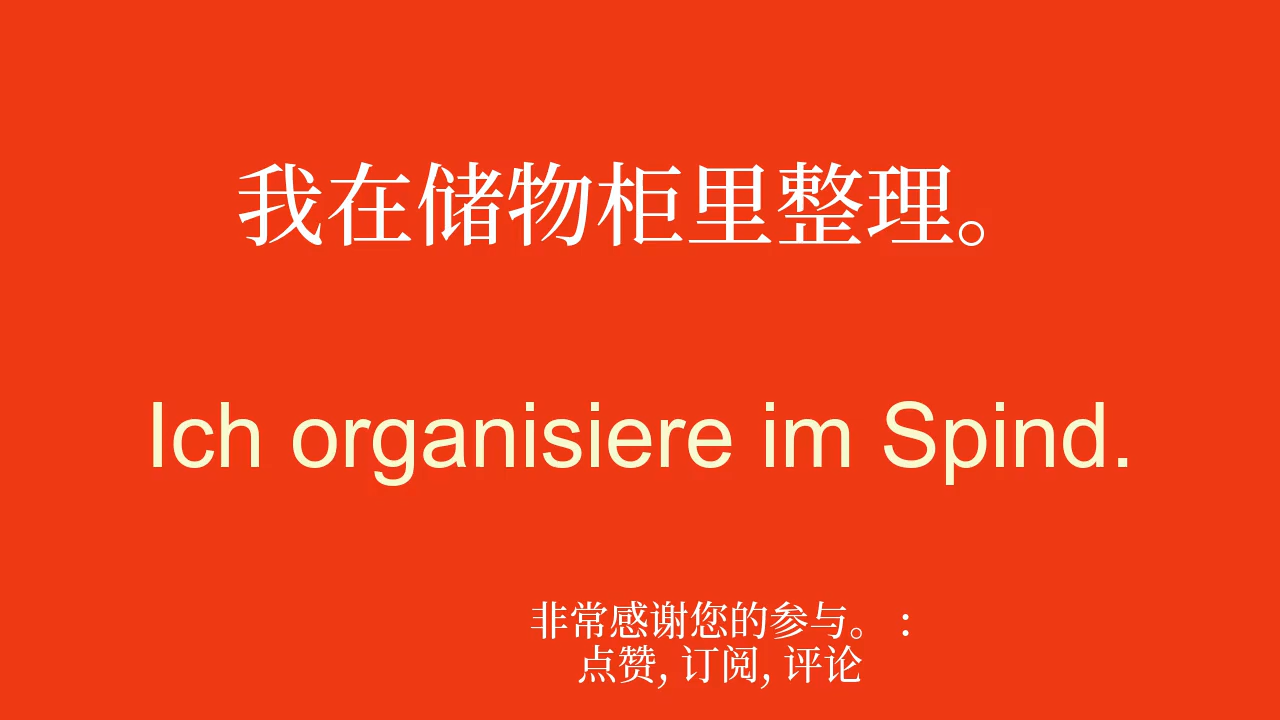 我在储物柜里整理。
Ich organisiere im Spind.
非常感谢您的参与。 :
点赞, 订阅, 评论